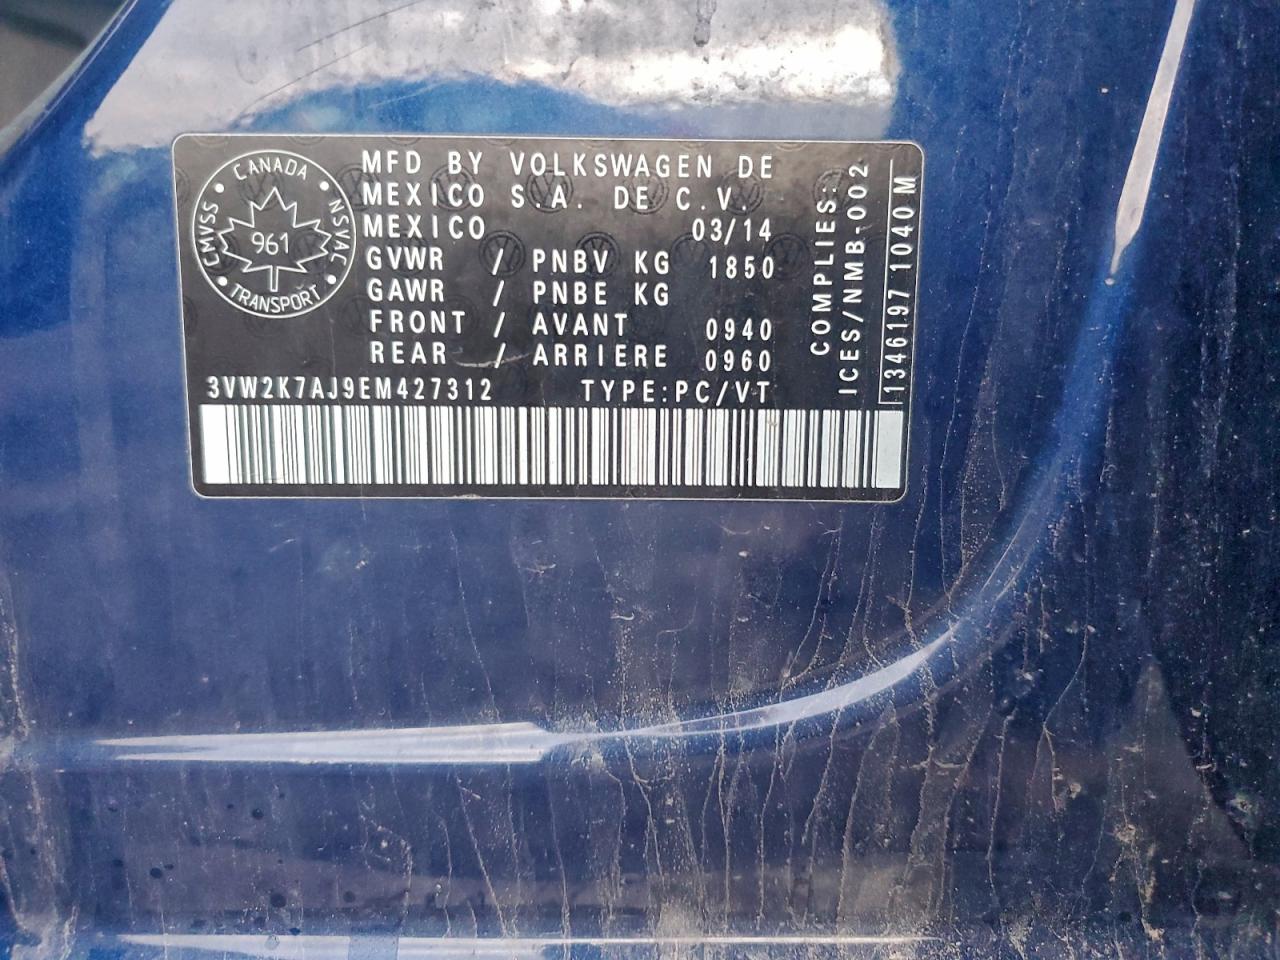 CANADA
CMVSS
NSVAC
961
TRANSPORT
MFD BY VOLKSWAGEN DE
MEXICO S.A. DE C.V.
MEXICO 03/14
GVWR / PNBV KG 1850
GAWR / PNBE KG
FRONT / AVANT 0940
REAR / ARRIERE 0960
3VW2K7AJ9EM427312 TYPE:PC/VT
COMPLIES:
ICES/NMB-002
1346197 1040 M